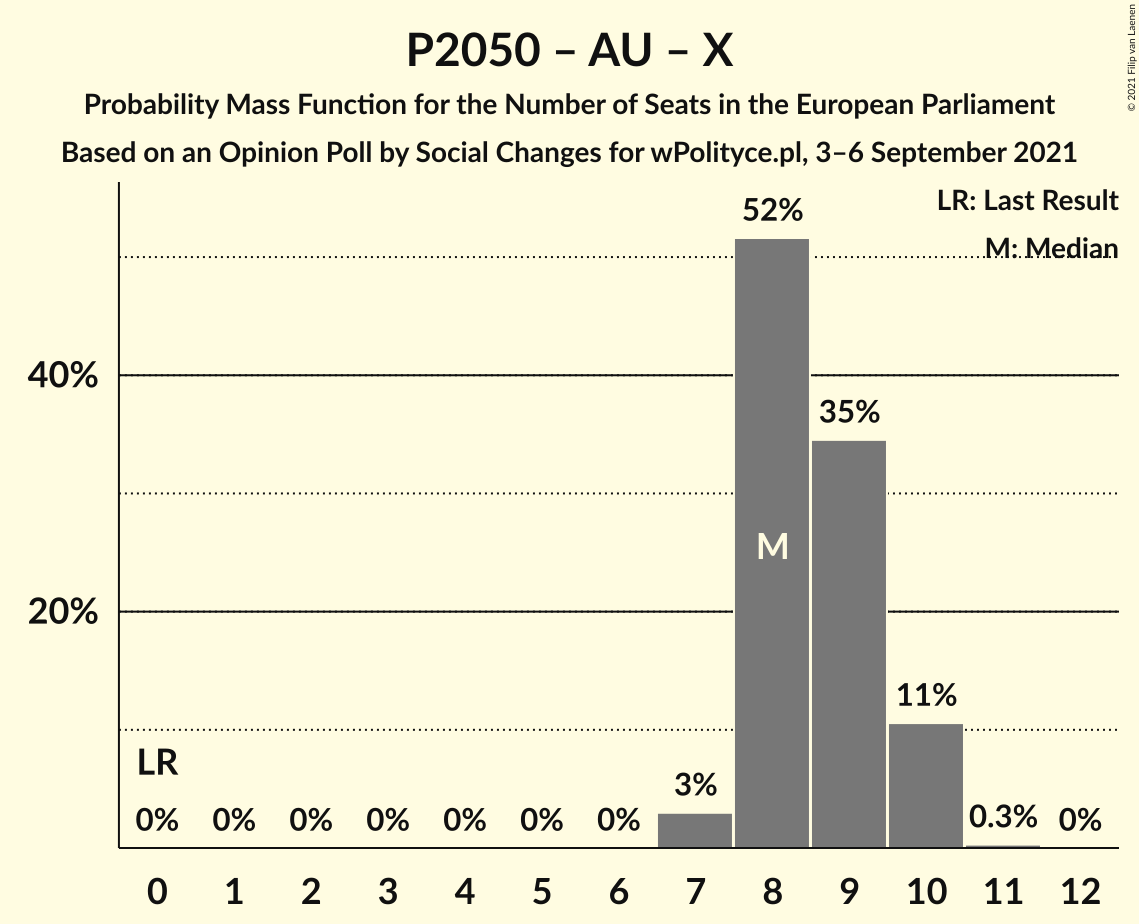 P2050 – AU – X
Probability Mass Function for the Number of Seats in the European Parliament
Based on an Opinion Poll by Social Changes for wPolityce.pl, 3–6 September 2021
© 2021 Filip van Laenen
LR: Last Result
M: Median
52%
40%
35%
M
20%
11%
LR
3%
0% 0% 0% 0% 0% 0% 0% 0.3% 0%
0 1 2 3 4 5 6 7 8 9 10 11 12